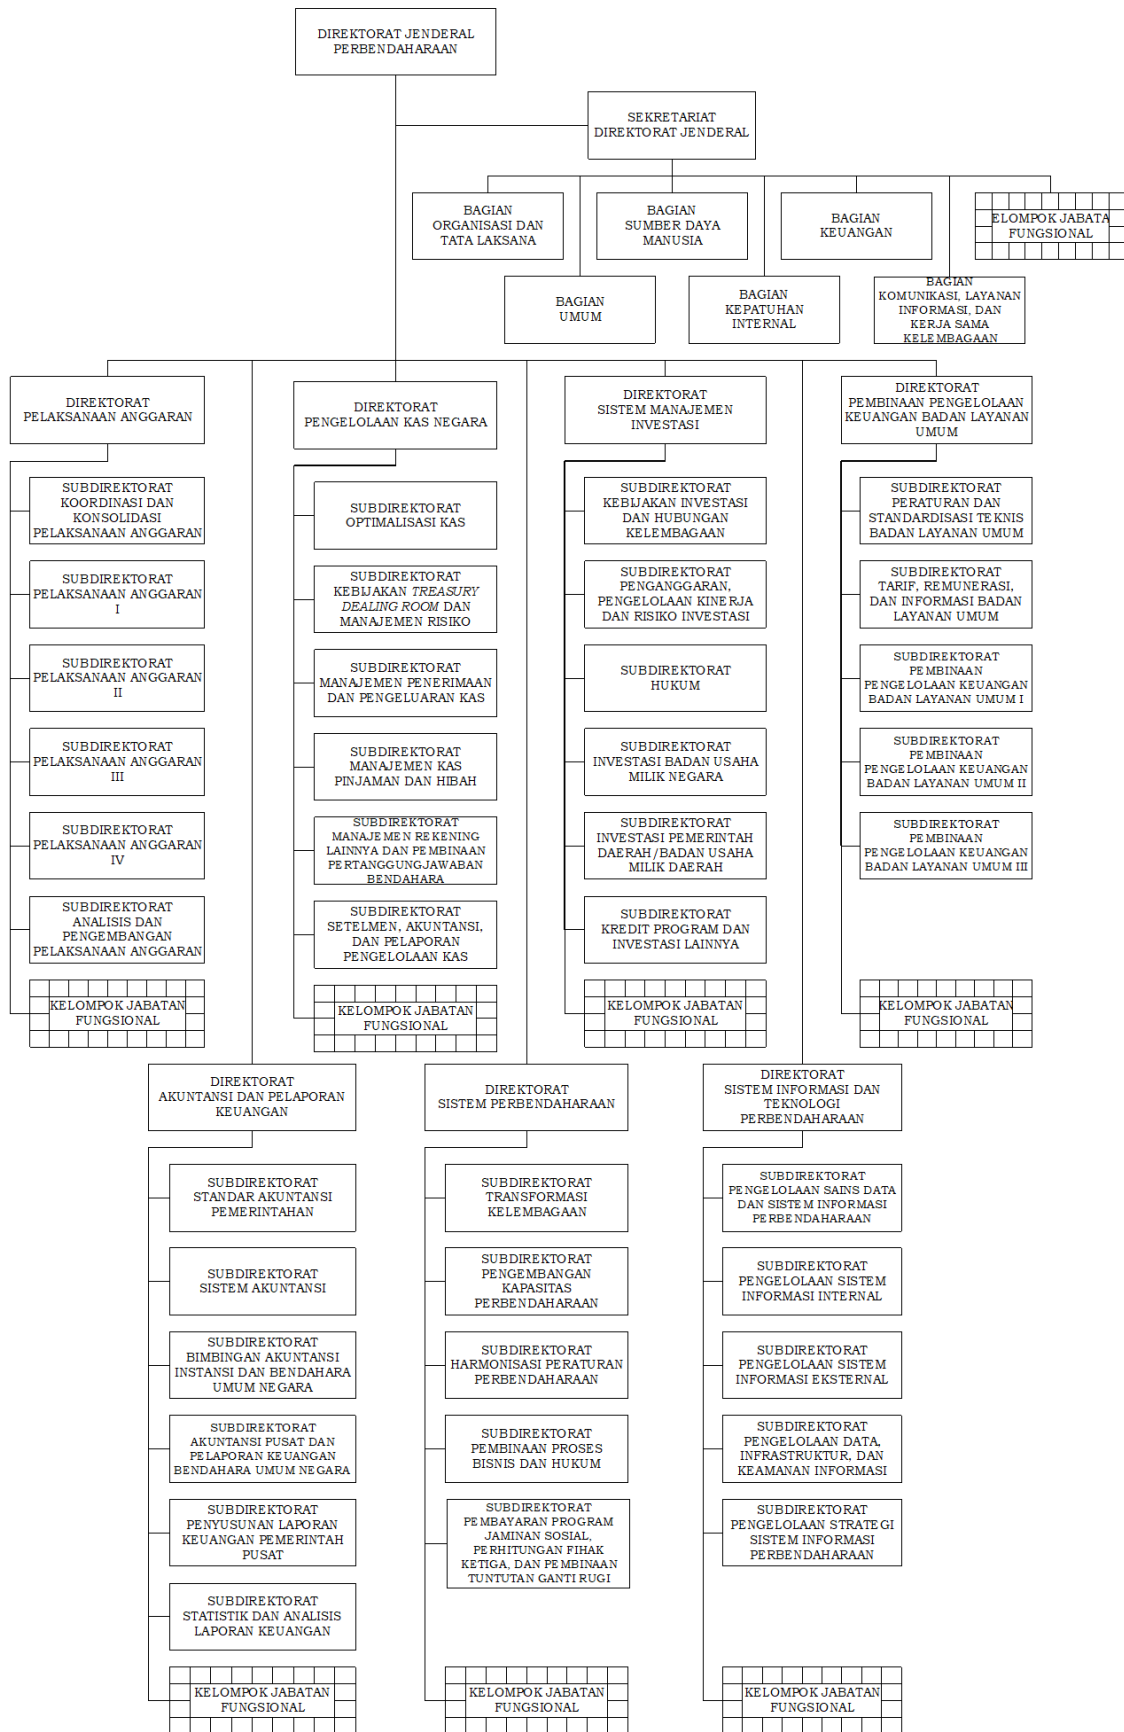 DIREKTORAT JENDERAL
PERBENDAHARAAN
SEKRETARIAT
DIREKTORAT JENDERAL
BAGIAN
ORGANISASI DAN
TATA LAKSANA
BAGIAN
SUMBER DAYA
MANUSIA
BAGIAN
KEUANGAN
ELOMPOK JABATA
FUNGSIONAL
BAGIAN
UMUM
BAGIAN
KEPATUHAN
INTERNAL
BAGIAN
KOMUNIKASI, LAYANAN
INFORMASI, DAN
KERJA SAMA
KELEMBAGAAN
DIREKTORAT
PELAKSANAAN ANGGARAN
SUBDIREKTORAT
KOORDINASI DAN
KONSOLIDASI
PELAKSANAAN ANGGARAN
SUBDIREKTORAT
PELAKSANAAN ANGGARAN
I
SUBDIREKTORAT
PELAKSANAAN ANGGARAN
II
SUBDIREKTORAT
PELAKSANAAN ANGGARAN
III
SUBDIREKTORAT
PELAKSANAAN ANGGARAN
IV
SUBDIREKTORAT
ANALISIS DAN
PENGEMBANGAN
PELAKSANAAN ANGGARAN
KELOMPOK JABATAN
FUNGSIONAL
DIREKTORAT
PENGELOLAAN KAS NEGARA
SUBDIREKTORAT
OPTIMALISASI KAS
SUBDIREKTORAT
KEBIJAKAN TREASURY
DEALING ROOM DAN
MANAJEMEN RISIKO
SUBDIREKTORAT
MANAJEMEN PENERIMAAN
DAN PENGELUARAN KAS
SUBDIREKTORAT
MANAJEMEN KAS
PINJAMAN DAN HIBAH
SUBDIREKTORAT
MANAJEMEN REKENING
LAINNYA DAN PEMBINAAN
PERTANGGUNGJAWABAN
BENDAHARA
SUBDIREKTORAT
SETELMEN, AKUNTANSI,
DAN PELAPORAN
PENGELOLAAN KAS
KELOMPOK JABATAN
FUNGSIONAL
DIREKTORAT
SISTEM MANAJEMEN
INVESTASI
SUBDIREKTORAT
KEBIJAKAN INVESTASI
DAN HUBUNGAN
KELEMBAGAAN
SUBDIREKTORAT
PENGANGGARAN,
PENGELOLAAN KINERJA
DAN RISIKO INVESTASI
SUBDIREKTORAT
HUKUM
SUBDIREKTORAT
INVESTASI BADAN USAHA
MILIK NEGARA
SUBDIREKTORAT
INVESTASI PEMERINTAH
DAERAH/BADAN USAHA
MILIK DAERAH
SUBDIREKTORAT
KREDIT PROGRAM DAN
INVESTASI LAINNYA
KELOMPOK JABATAN
FUNGSIONAL
DIREKTORAT
PEMBINAAN PENGELOLAAN
KEUANGAN BADAN LAYANAN
UMUM
SUBDIREKTORAT
PERATURAN DAN
STANDARDISASI TEKNIS
BADAN LAYANAN UMUM
SUBDIREKTORAT
TARIF, REMUNERASI,
DAN INFORMASI BADAN
LAYANAN UMUM
SUBDIREKTORAT
PEMBINAAN
PENGELOLAAN KEUANGAN
BADAN LAYANAN UMUM I
SUBDIREKTORAT
PEMBINAAN
PENGELOLAAN KEUANGAN
BADAN LAYANAN UMUM II
SUBDIREKTORAT
PEMBINAAN
PENGELOLAAN KEUANGAN
BADAN LAYANAN UMUM III
KELOMPOK JABATAN
FUNGSIONAL
DIREKTORAT
AKUNTANSI DAN PELAPORAN
KEUANGAN
SUBDIREKTORAT
STANDAR AKUNTANSI
PEMERINTAHAN
SUBDIREKTORAT
SISTEM AKUNTANSI
SUBDIREKTORAT
BIMBINGAN AKUNTANSI
INSTANSI DAN BENDAHARA
UMUM NEGARA
SUBDIREKTORAT
AKUNTANSI PUSAT DAN
PELAPORAN KEUANGAN
BENDAHARA UMUM NEGARA
SUBDIREKTORAT
PENYUSUNAN LAPORAN
KEUANGAN PEMERINTAH
PUSAT
SUBDIREKTORAT
STATISTIK DAN ANALISIS
LAPORAN KEUANGAN
KELOMPOK JABATAN
FUNGSIONAL
DIREKTORAT
SISTEM PERBENDAHARAAN
SUBDIREKTORAT
TRANSFORMASI
KELEMBAGAAN
SUBDIREKTORAT
PENGEMBANGAN
KAPASITAS
PERBENDAHARAAN
SUBDIREKTORAT
HARMONISASI PERATURAN
PERBENDAHARAAN
SUBDIREKTORAT
PEMBINAAN PROSES
BISNIS DAN HUKUM
SUBDIREKTORAT
PEMBAYARAN PROGRAM
JAMINAN SOSIAL,
PERHITUNGAN FIHAK
KETIGA, DAN PEMBINAAN
TUNTUTAN GANTI RUGI
KELOMPOK JABATAN
FUNGSIONAL
DIREKTORAT
SISTEM INFORMASI DAN
TEKNOLOGI
PERBENDAHARAAN
SUBDIREKTORAT
PENGELOLAAN SAINS DATA
DAN SISTEM INFORMASI
PERBENDAHARAAN
SUBDIREKTORAT
PENGELOLAAN SISTEM
INFORMASI INTERNAL
SUBDIREKTORAT
PENGELOLAAN SISTEM
INFORMASI EKSTERNAL
SUBDIREKTORAT
PENGELOLAAN DATA,
INFRASTRUKTUR, DAN
KEAMANAN INFORMASI
SUBDIREKTORAT
PENGELOLAAN STRATEGI
SISTEM INFORMASI
PERBENDAHARAAN
KELOMPOK JABATAN
FUNGSIONAL